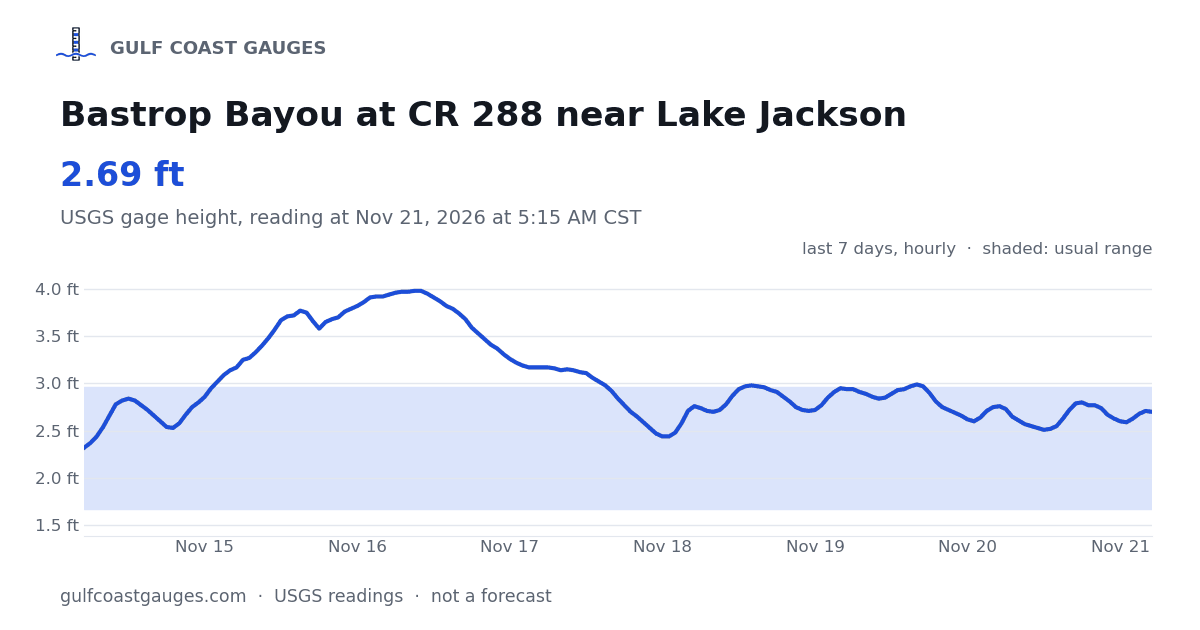 GULF COAST GAUGES
Bastrop Bayou at CR 288 near Lake Jackson
2.69 ft
USGS gage height, reading at Nov 21, 2026 at 5:15 AM CST
last 7 days, hourly · shaded: usual range
4.0 ft
3.5 ft
3.0 ft
2.5 ft
2.0 ft
1.5 ft
Nov 15 Nov 16 Nov 17 Nov 18 Nov 19 Nov 20 Nov 21
gulfcoastgauges.com · USGS readings · not a forecast